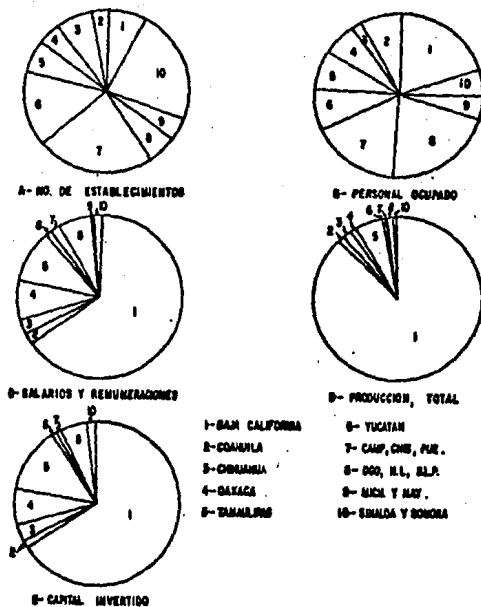 2
1
3
4
5
10
6
9
8
7
A- NO. DE ESTABLECIMIENTOS
2
1
4
5
10
6
9
7
8
B- PERSONAL OCUPADO
9 10
7
6
8
5
4
3
2
1
SALARIOS Y REMUNERACIONES
6 7 8 10
4
3
2
5
1
D- PRODUCCION, TOTAL
10
7
6
8
5
4
3
2
1
CAPITAL INVERTIDO
1- BAJA CALIFORNIA
2- COAHUILA
3- CHIHUAHUA
4- OAXACA
5- TAMAULIPAS
6- YUCATAN
7- CAMP, CHIS, PUE.
8- DGO, N.L., S.L.P.
9- MICH. Y NAY.
10- SINALOA Y SONORA